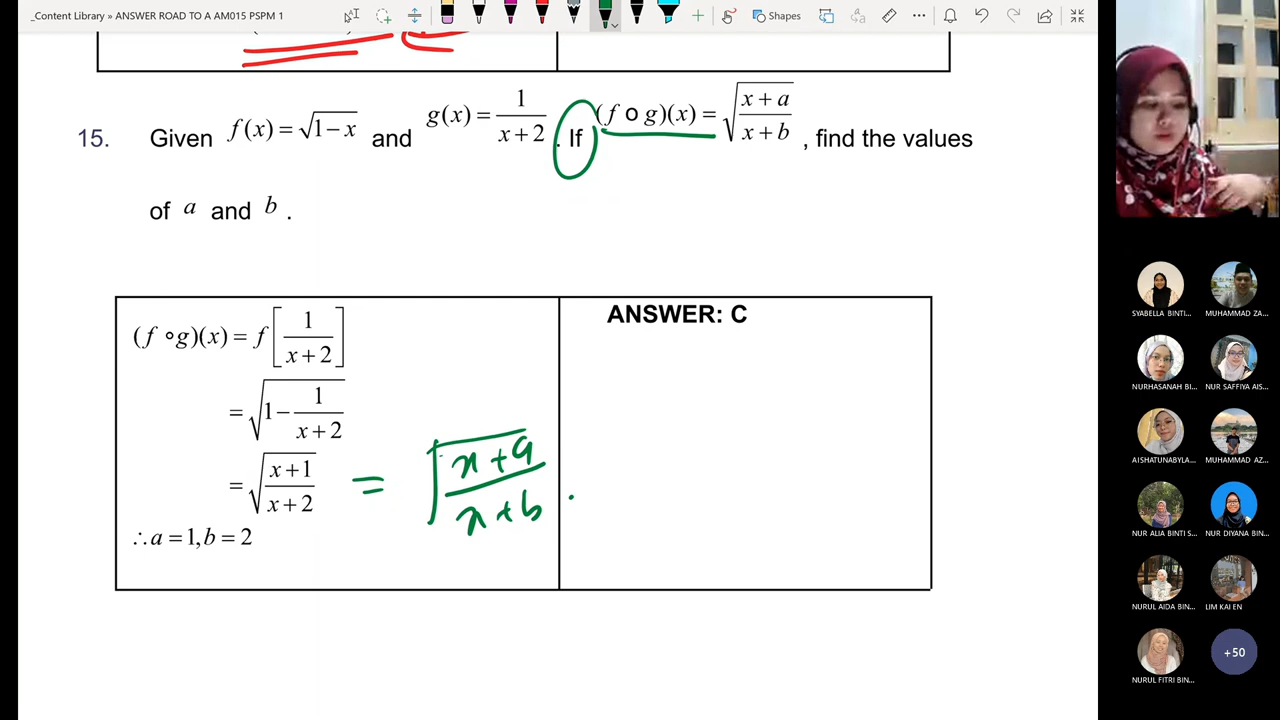 _Content Library » ANSWER ROAD TO A AM015 PSPM 1
Shapes
15. Given f(x) = √(1−x) and g(x) = 1/(x+2) . If (f o g)(x) = √((x+a)/(x+b)) , find the values
of a and b .
(f ∘g)(x) = f[1/(x+2)]
= √(1− 1/(x+2))
= √((x+1)/(x+2)) = √((x+a)/(x+b)) .
∴a =1,b = 2
ANSWER: C
SYABELLA BINTI...
MUHAMMAD ZA...
NURHASANAH BI...
NUR SAFFIYA AIS...
AISHATUNABYLA...
MUHAMMAD AZ...
NUR ALIA BINTI S...
NUR DIYANA BIN...
NURUL AIDA BIN...
LIM KAI EN
NURUL FITRI BIN...
+50